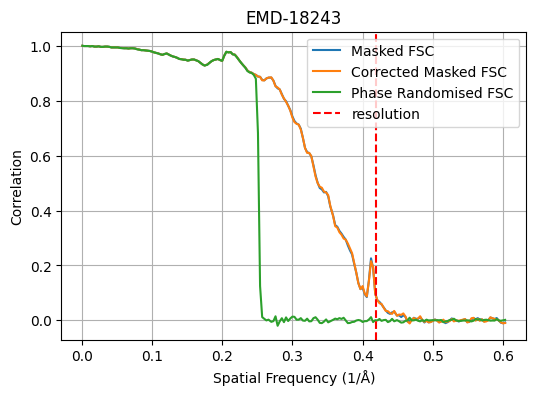 EMD-18243
Masked FSC
Corrected Masked FSC
Phase Randomised FSC
resolution
Correlation
1.0
0.8
0.6
0.4
0.2
0.0
0.0 0.1 0.2 0.3 0.4 0.5 0.6
Spatial Frequency (1/Å)